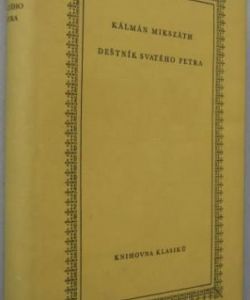 KÁLMÁN MIKSZÁTH
DEŠTNÍK SVATÉHO PETRA
KNIHOVNA KLASIKŮ